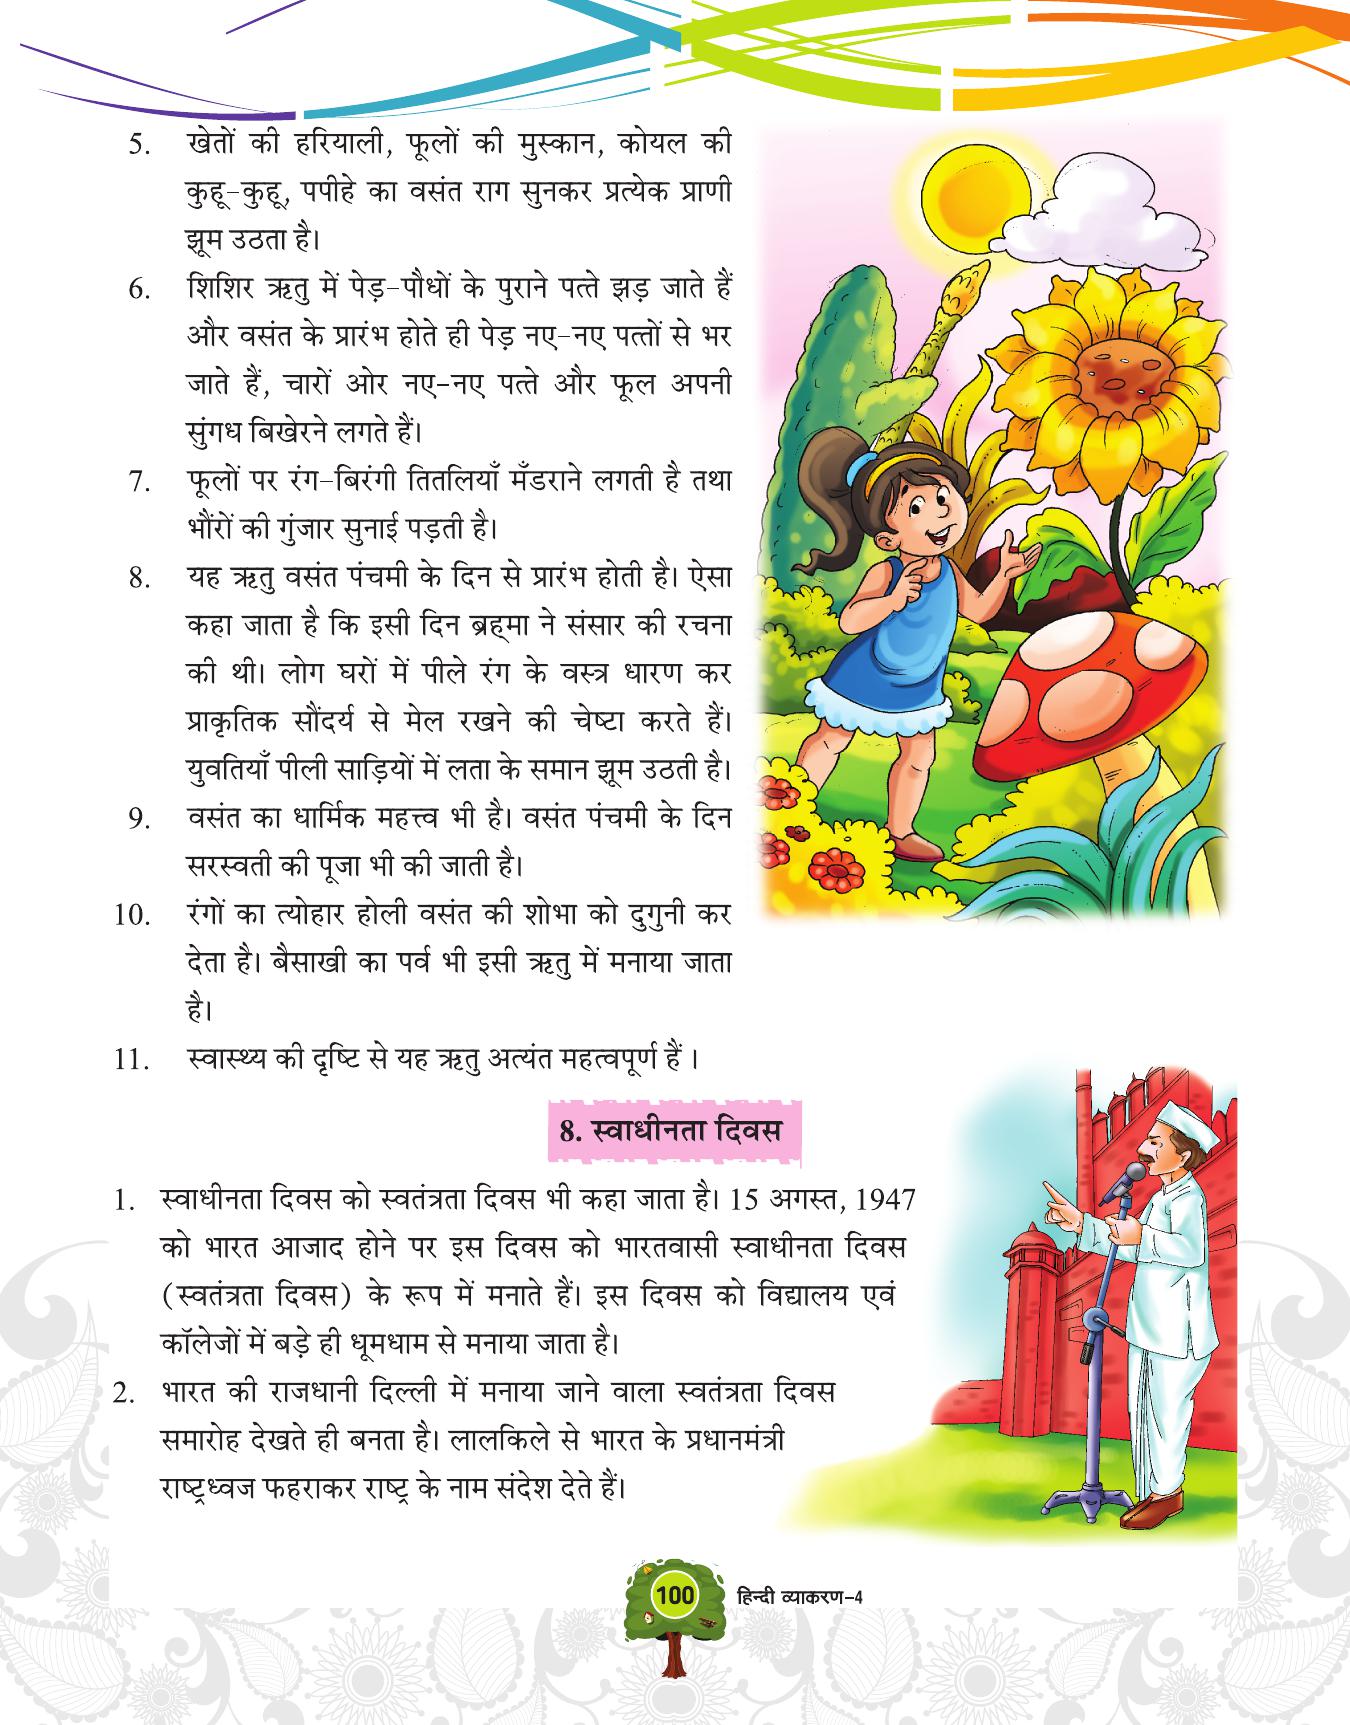 5. खेतों की हरियाली, फूलों की मुस्कान, कोयल की
कुहू-कुहू, पपीहे का वसंत राग सुनकर प्रत्येक प्राणी
झूम उठता है।
6. शिशिर ऋतु में पेड़-पौधों के पुराने पत्ते झड़ जाते हैं
और वसंत के प्रारंभ होते ही पेड़ नए-नए पत्तों से भर
जाते हैं, चारों ओर नए-नए पत्ते और फूल अपनी
सुंगध बिखेरने लगते हैं।
7. फूलों पर रंग-बिरंगी तितलियाँ मँडराने लगती है तथा
भौंरों की गुंजार सुनाई पड़ती है।
8. यह ऋतु वसंत पंचमी के दिन से प्रारंभ होती है। ऐसा
कहा जाता है कि इसी दिन ब्रह्मा ने संसार की रचना
की थी। लोग घरों में पीले रंग के वस्त्र धारण कर
प्राकृतिक सौंदर्य से मेल रखने की चेष्टा करते हैं।
युवतियाँ पीली साड़ियों में लता के समान झूम उठती है।
9. वसंत का धार्मिक महत्त्व भी है। वसंत पंचमी के दिन
सरस्वती की पूजा भी की जाती है।
10. रंगों का त्योहार होली वसंत की शोभा को दुगुनी कर
देता है। बैसाखी का पर्व भी इसी ऋतु में मनाया जाता
है।
11. स्वास्थ्य की दृष्टि से यह ऋतु अत्यंत महत्वपूर्ण हैं ।
8. स्वाधीनता दिवस
1. स्वाधीनता दिवस को स्वतंत्रता दिवस भी कहा जाता है। 15 अगस्त, 1947
को भारत आजाद होने पर इस दिवस को भारतवासी स्वाधीनता दिवस
(स्वतंत्रता दिवस) के रूप में मनाते हैं। इस दिवस को विद्यालय एवं
कॉलेजों में बड़े ही धूमधाम से मनाया जाता है।
2. भारत की राजधानी दिल्ली में मनाया जाने वाला स्वतंत्रता दिवस
समारोह देखते ही बनता है। लालकिले से भारत के प्रधानमंत्री
राष्ट्रध्वज फहराकर राष्ट्र के नाम संदेश देते हैं।
100 हिन्दी व्याकरण-4